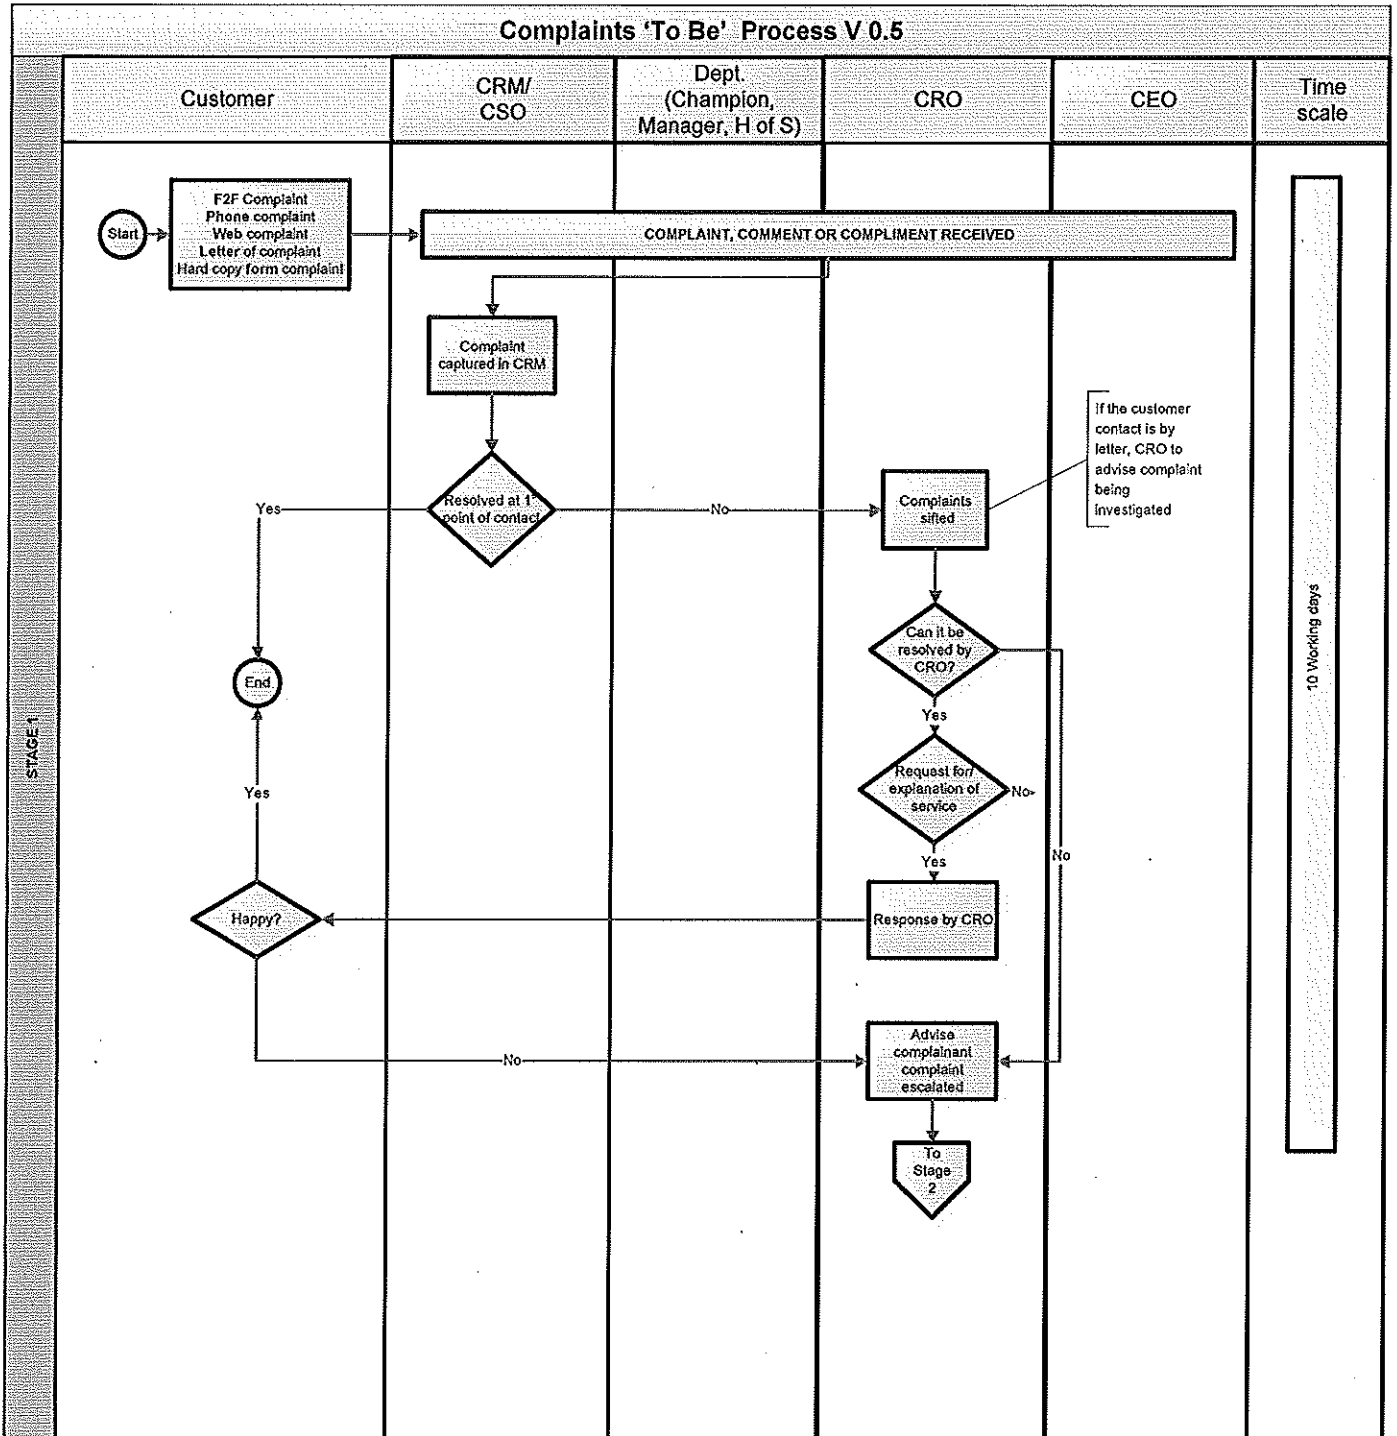 Complaints 'To Be' Process V 0.5
Customer
CRM/
CSO
Dept.
(Champion,
Manager, H of S)
CRO
CEO
Time
scale
STAGE 1
Start
F2F Complaint
Phone complaint
Web complaint
Letter of complaint
Hard copy form complaint
COMPLAINT, COMMENT OR COMPLIMENT RECEIVED
Complaint
captured in CRM
If the customer
contact is by
letter, CRO to
advise complaint
being
investigated
Yes
Resolved at 1st
point of contact
No
Complaints
sifted
Can it be
resolved by
CRO?
10 Working days
End
Yes
Request for/
explanation of
service
No
Yes
Yes
No
Happy?
Response by CRO
No
Advise
complainant
complaint
escalated
To
Stage
2